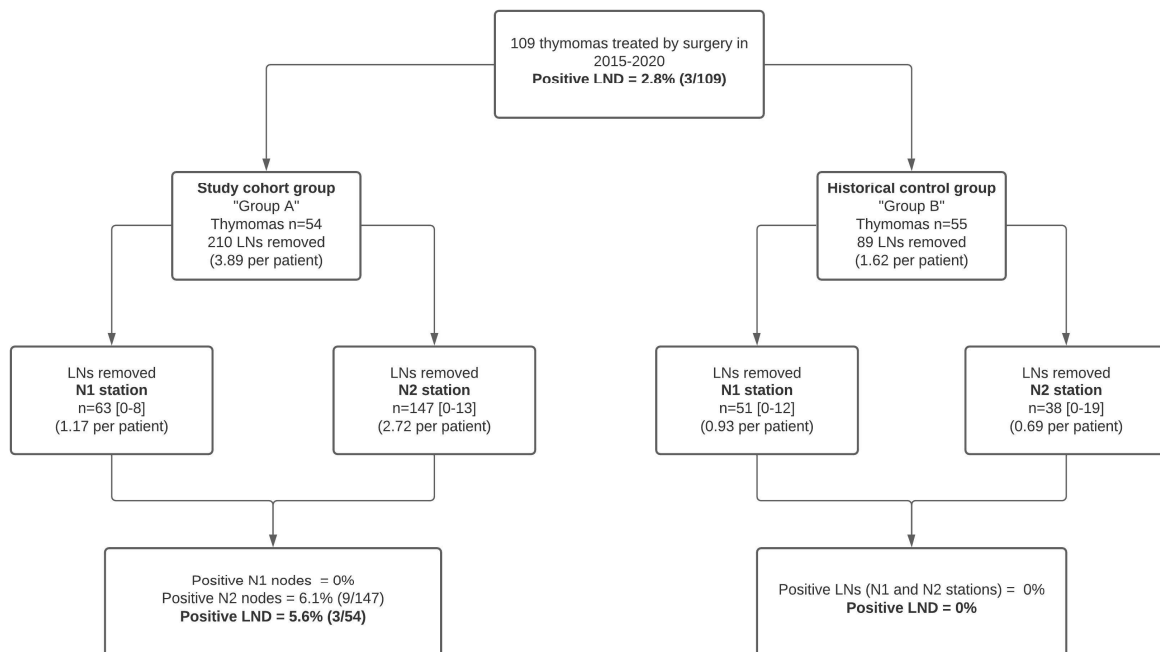 109 thymomas treated by surgery in
2015-2020
Positive LND = 2.8% (3/109)
Study cohort group
"Group A"
Thymomas n=54
210 LNs removed
(3.89 per patient)
Historical control group
"Group B"
Thymomas n=55
89 LNs removed
(1.62 per patient)
LNs removed
N1 station
n=63 [0-8]
(1.17 per patient)
LNs removed
N2 station
n=147 [0-13]
(2.72 per patient)
LNs removed
N1 station
n=51 [0-12]
(0.93 per patient)
LNs removed
N2 station
n=38 [0-19]
(0.69 per patient)
Positive N1 nodes = 0%
Positive N2 nodes = 6.1% (9/147)
Positive LND = 5.6% (3/54)
Positive LNs (N1 and N2 stations) = 0%
Positive LND = 0%